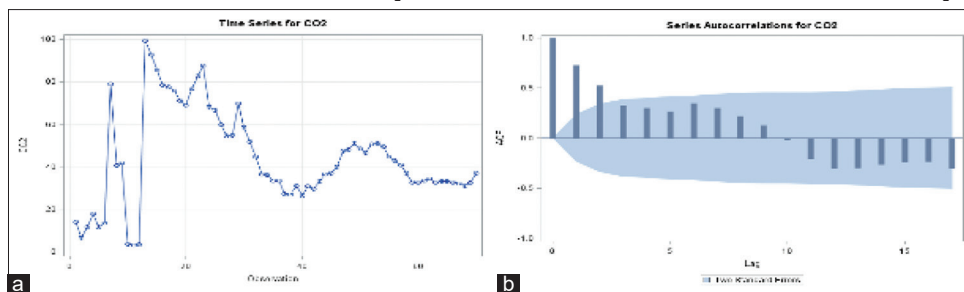 Time Series for CO2
100
80
60
40
20
0
CO2
0
20
40
60
Observation
a
Series Autocorrelations for CO2
1.0
0.5
0.0
-0.5
-1.0
ACF
0
5
10
15
Lag
Two Standard Errors
b